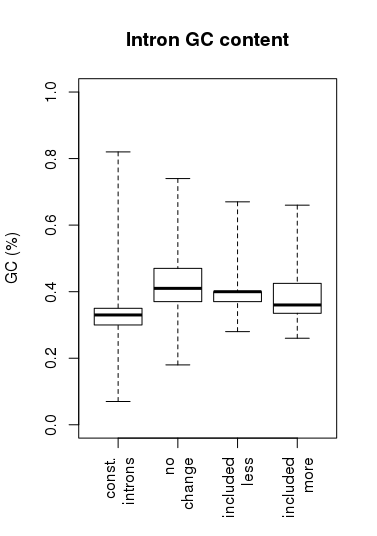 Intron GC content
GC (%)
1.0
0.8
0.6
0.4
0.2
0.0
const.
introns
no
change
included
less
included
more